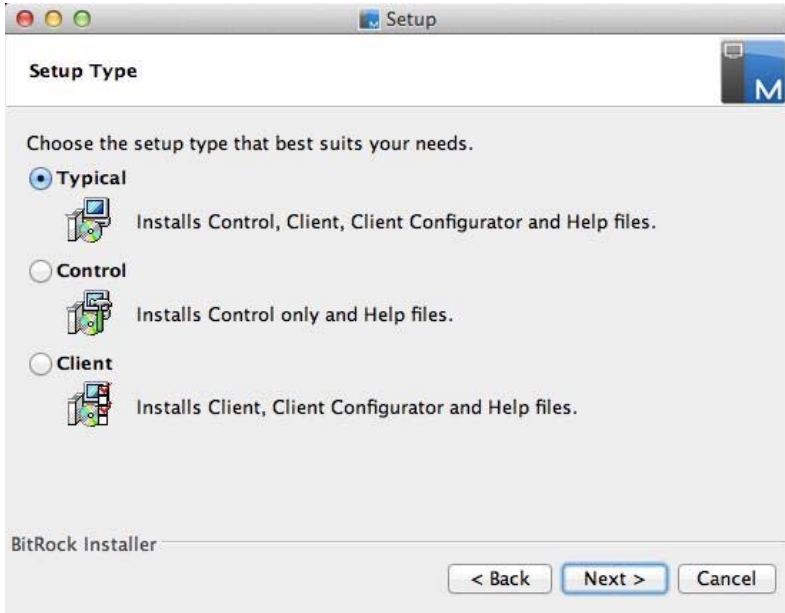 Setup
Setup Type
M
Choose the setup type that best suits your needs.
Typical
Installs Control, Client, Client Configurator and Help files.
Control
Installs Control only and Help files.
Client
Installs Client, Client Configurator and Help files.
BitRock Installer
< Back Next > Cancel